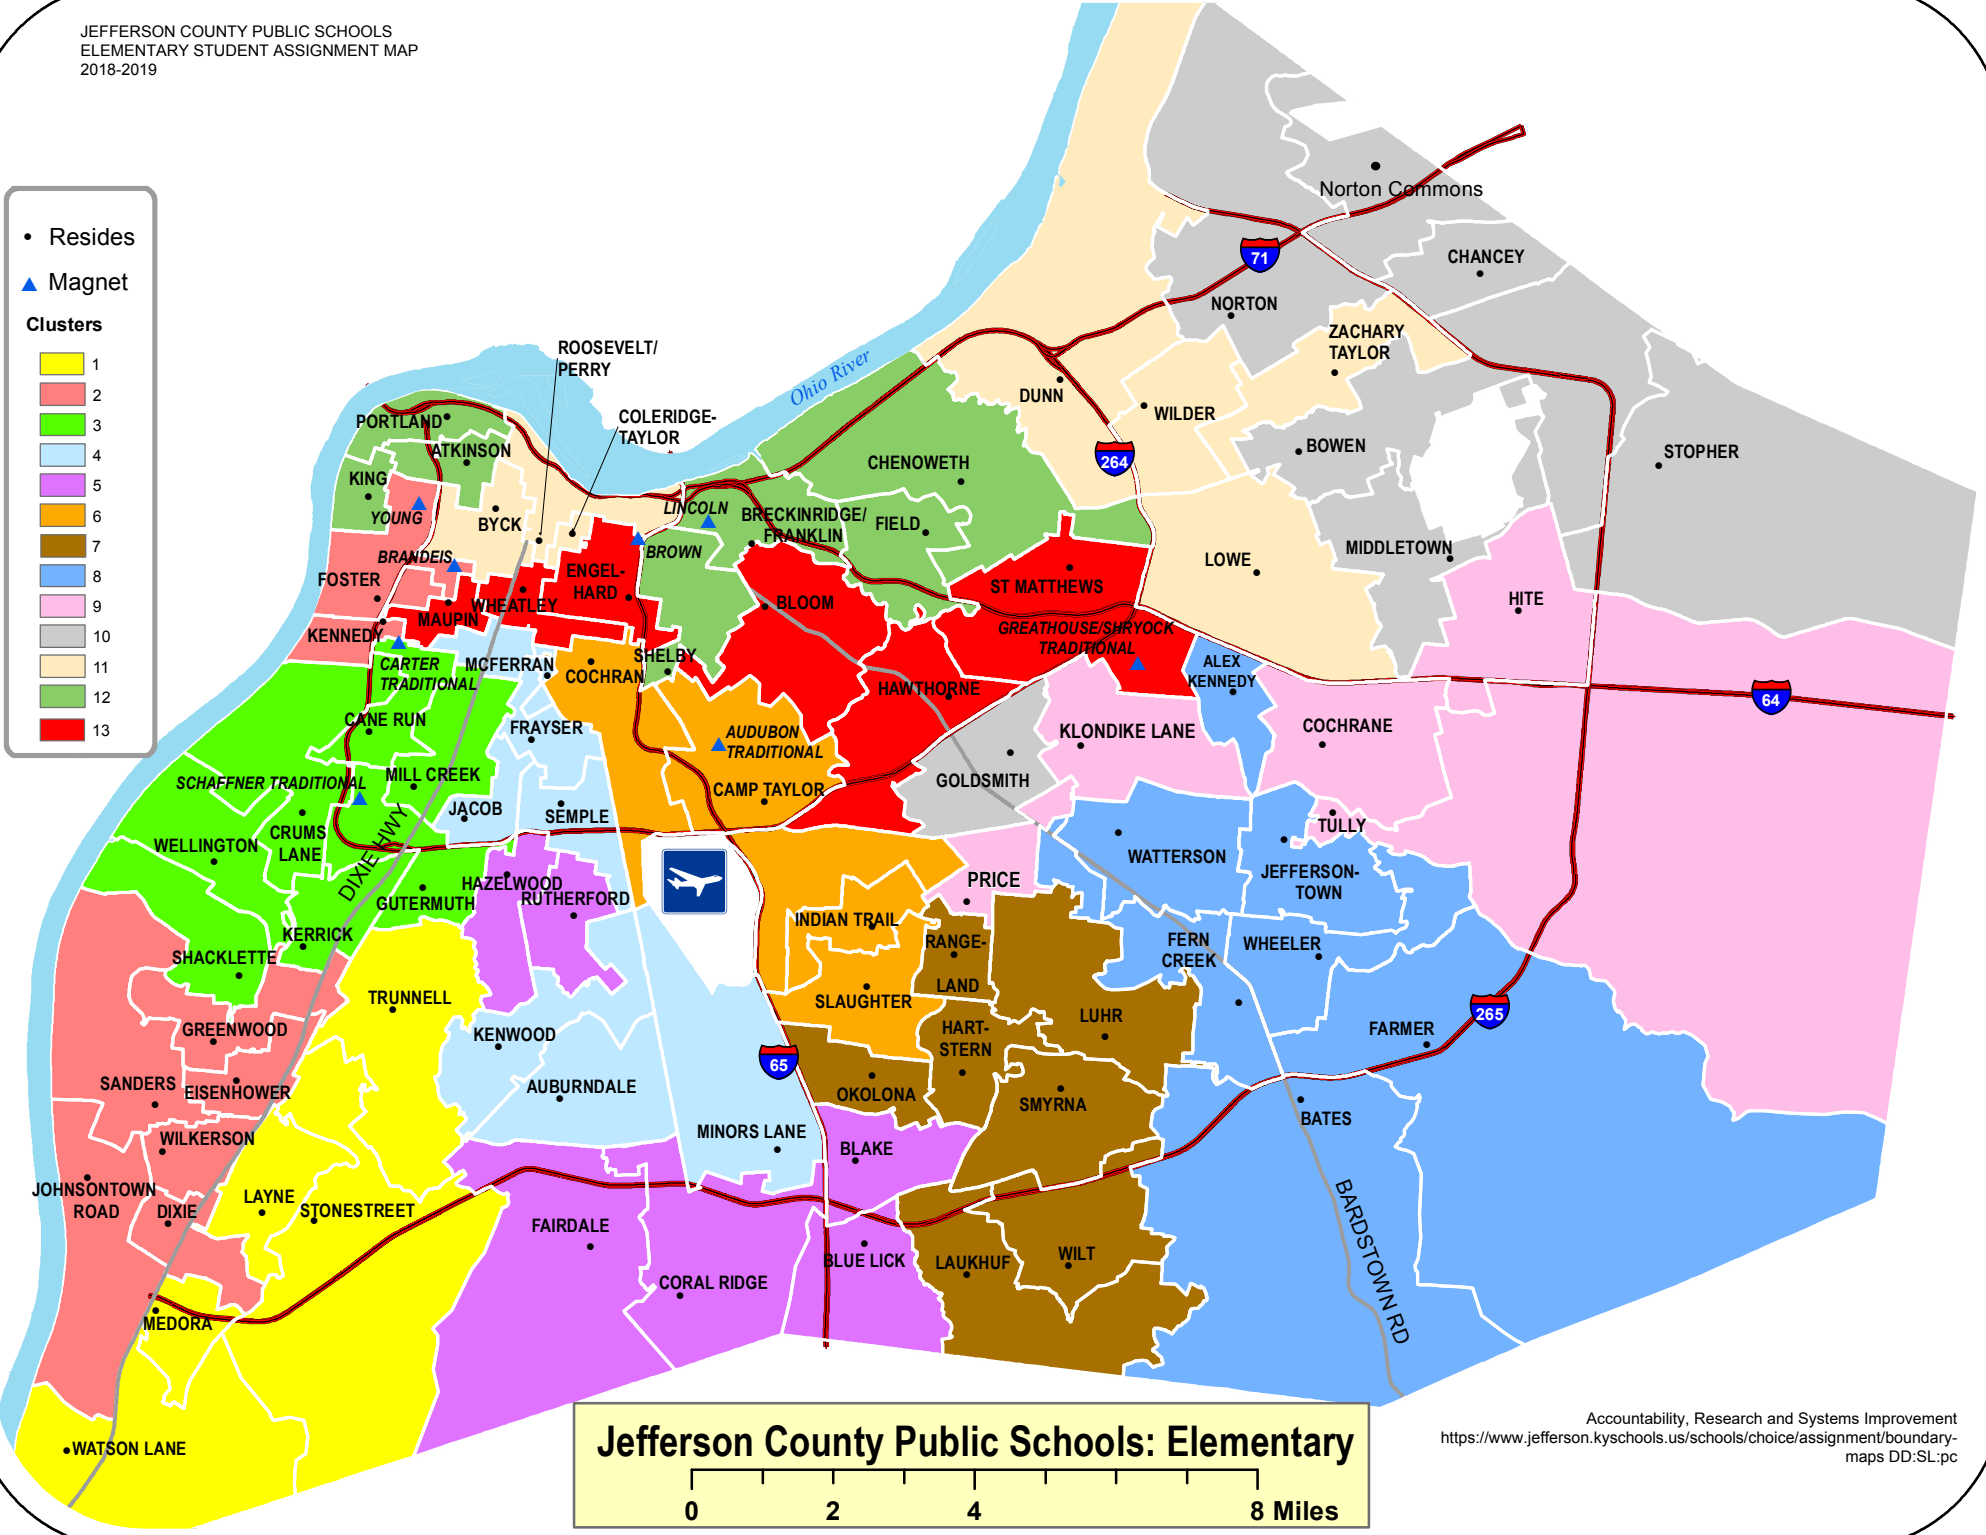 JEFFERSON COUNTY PUBLIC SCHOOLS
ELEMENTARY STUDENT ASSIGNMENT MAP
2018-2019
Resides
Magnet
Clusters
1
2
3
4
5
6
7
8
9
10
11
12
13
Norton Commons
71
CHANCEY
NORTON
ZACHARY
TAYLOR
ROOSEVELT/
PERRY
Ohio River
DUNN
WILDER
COLERIDGE-
TAYLOR
PORTLAND
ATKINSON
BOWEN
STOPHER
264
CHENOWETH
KING
YOUNG
BYCK
LINCOLN
BRECKINRIDGE/
FRANKLIN
FIELD
BROWN
BRANDEIS
LOWE
MIDDLETOWN
FOSTER
ENGEL-
HARD
ST MATTHEWS
HITE
WHEATLEY
BLOOM
MAUPIN
KENNEDY
GREATHOUSE/SHRYOCK
TRADITIONAL
CARTER
TRADITIONAL
MCFERRAN
COCHRAN
SHELBY
ALEX
KENNEDY
HAWTHORNE
64
CANE RUN
FRAYSER
AUDUBON
TRADITIONAL
KLONDIKE LANE
COCHRANE
SCHAFFNER TRADITIONAL
MILL CREEK
GOLDSMITH
CAMP TAYLOR
JACOB
SEMPLE
TULLY
CRUMS
LANE
WELLINGTON
DIXIE HWY
WATTERSON
JEFFERSON-
TOWN
HAZELWOOD
RUTHERFORD
PRICE
GUTERMUTH
INDIAN TRAIL
KERRICK
RANGE-
LAND
FERN
CREEK
WHEELER
SHACKLETTE
TRUNNELL
SLAUGHTER
265
GREENWOOD
KENWOOD
HART-
STERN
LUHR
FARMER
65
SANDERS
EISENHOWER
AUBURNDALE
OKOLONA
SMYRNA
BATES
WILKERSON
MINORS LANE
BLAKE
JOHNSONTOWN
ROAD
DIXIE
LAYNE
STONESTREET
FAIRDALE
BARDSTOWN RD
BLUE LICK
LAUKHUF
WILT
CORAL RIDGE
MEDORA
WATSON LANE
Jefferson County Public Schools: Elementary
0 2 4 8 Miles
Accountability, Research and Systems Improvement
https://www.jefferson.kyschools.us/schools/choice/assignment/boundary-
maps DD:SL:pc